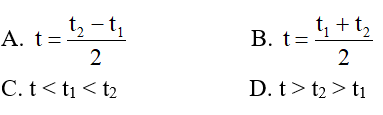 A. t = (t₂ − t₁)/2 B. t = (t₁ + t₂)/2
C. t < t₁ < t₂ D. t > t₂ > t₁